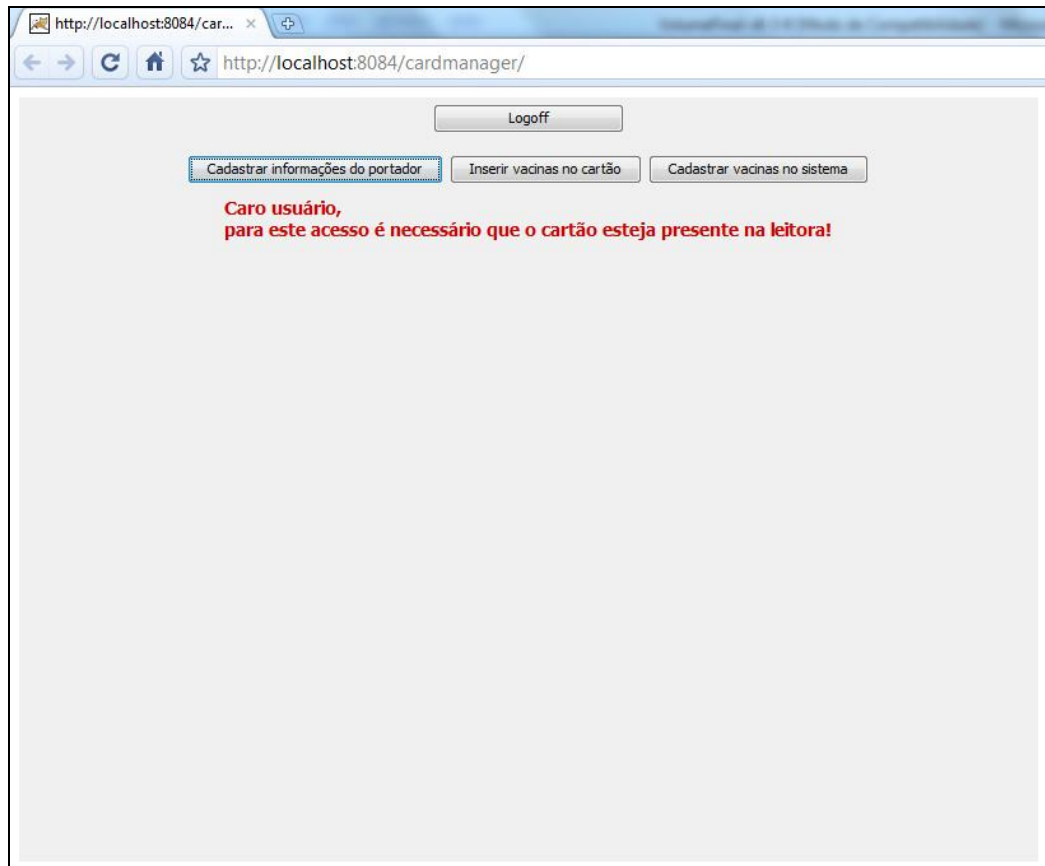 http://localhost:8084/car...
http://localhost:8084/cardmanager/
Logoff
Cadastrar informações do portador Inserir vacinas no cartão Cadastrar vacinas no sistema
Caro usuário,
para este acesso é necessário que o cartão esteja presente na leitora!